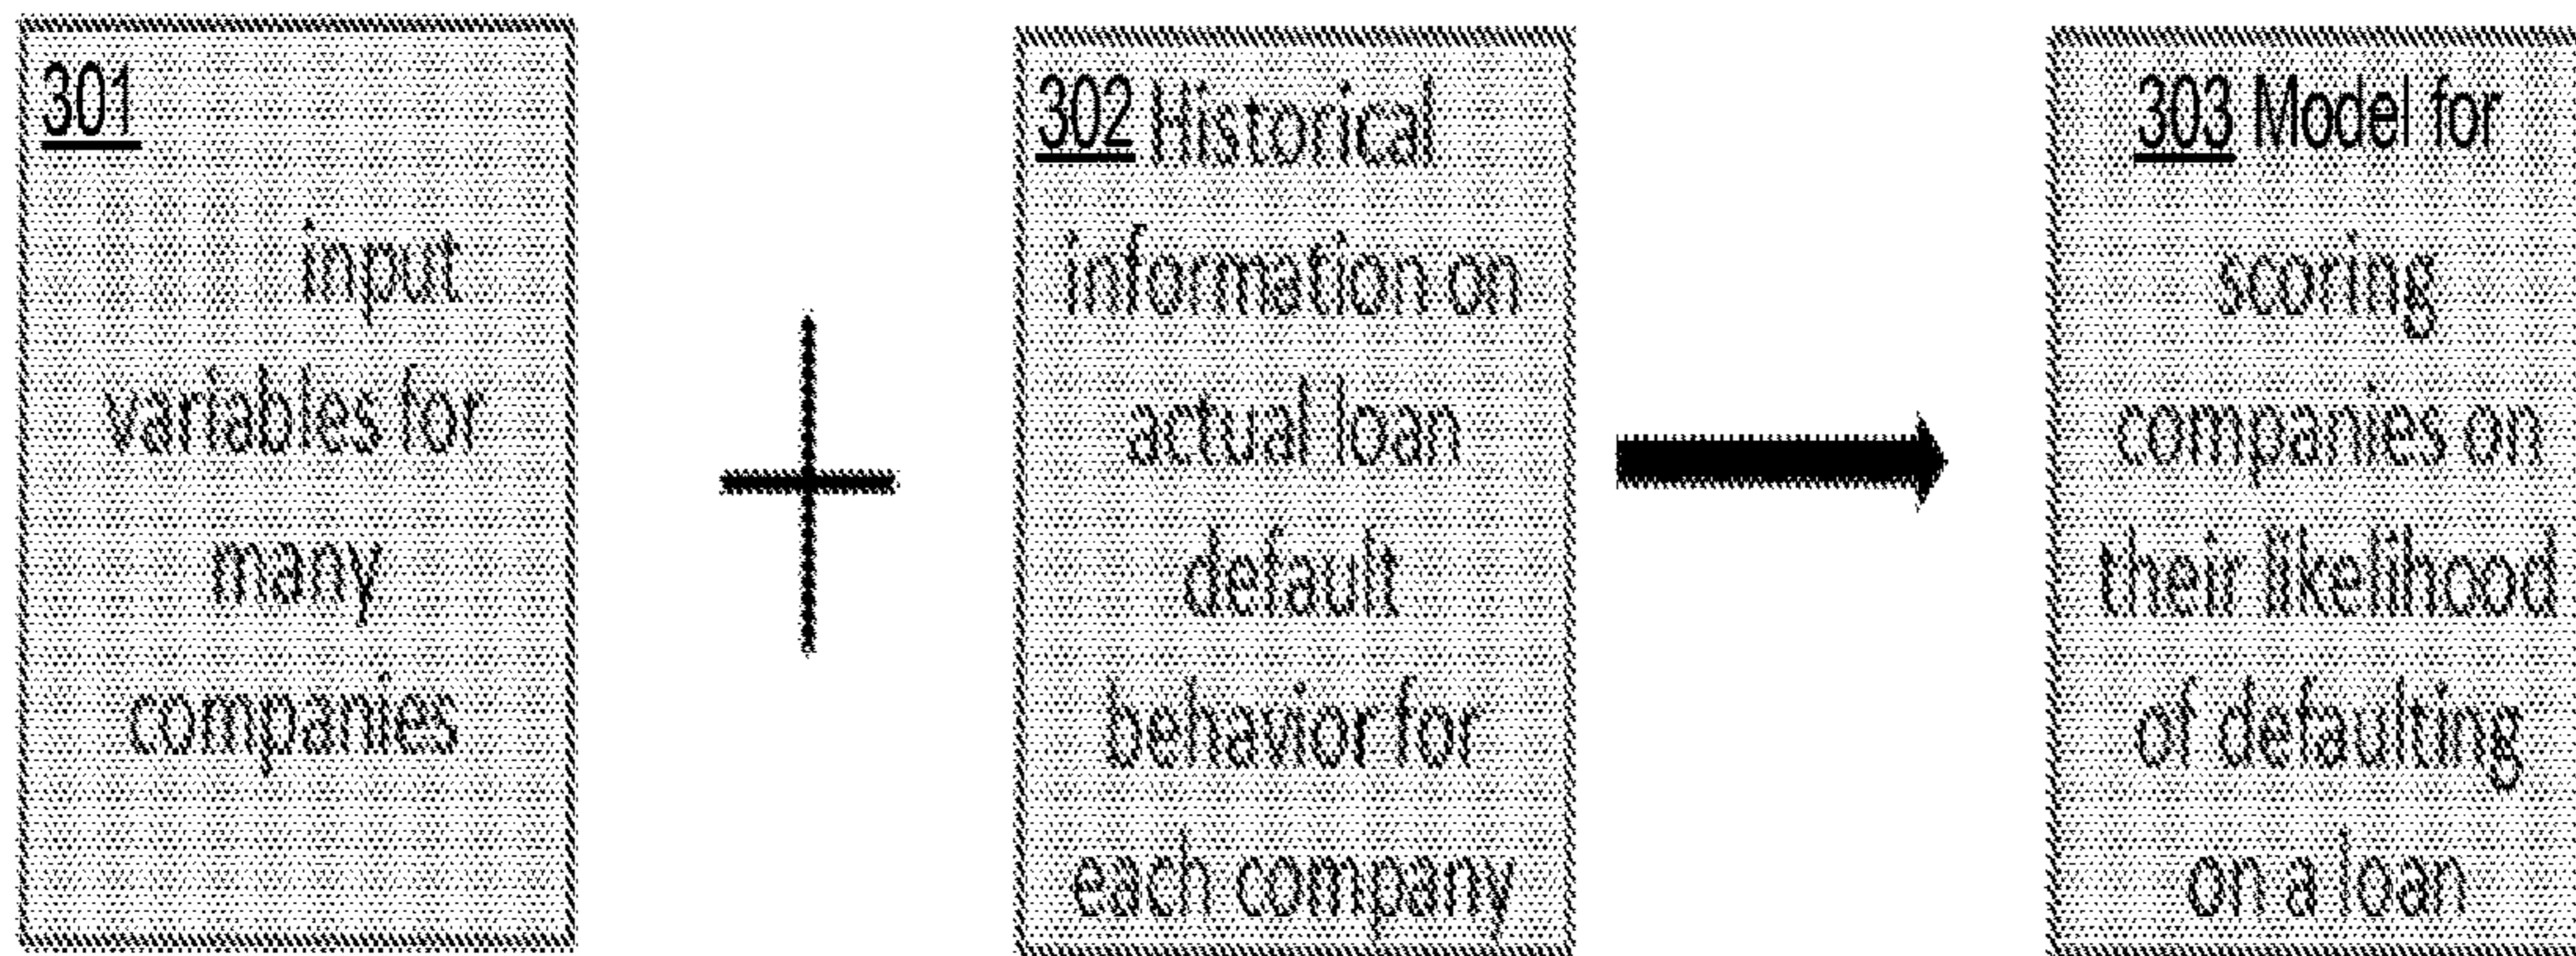 301
input
variables for
many
companies
302 Historical
information on
actual loan
default
behavior for
each company
303 Model for
scoring
companies on
their likelihood
of defaulting
on a loan